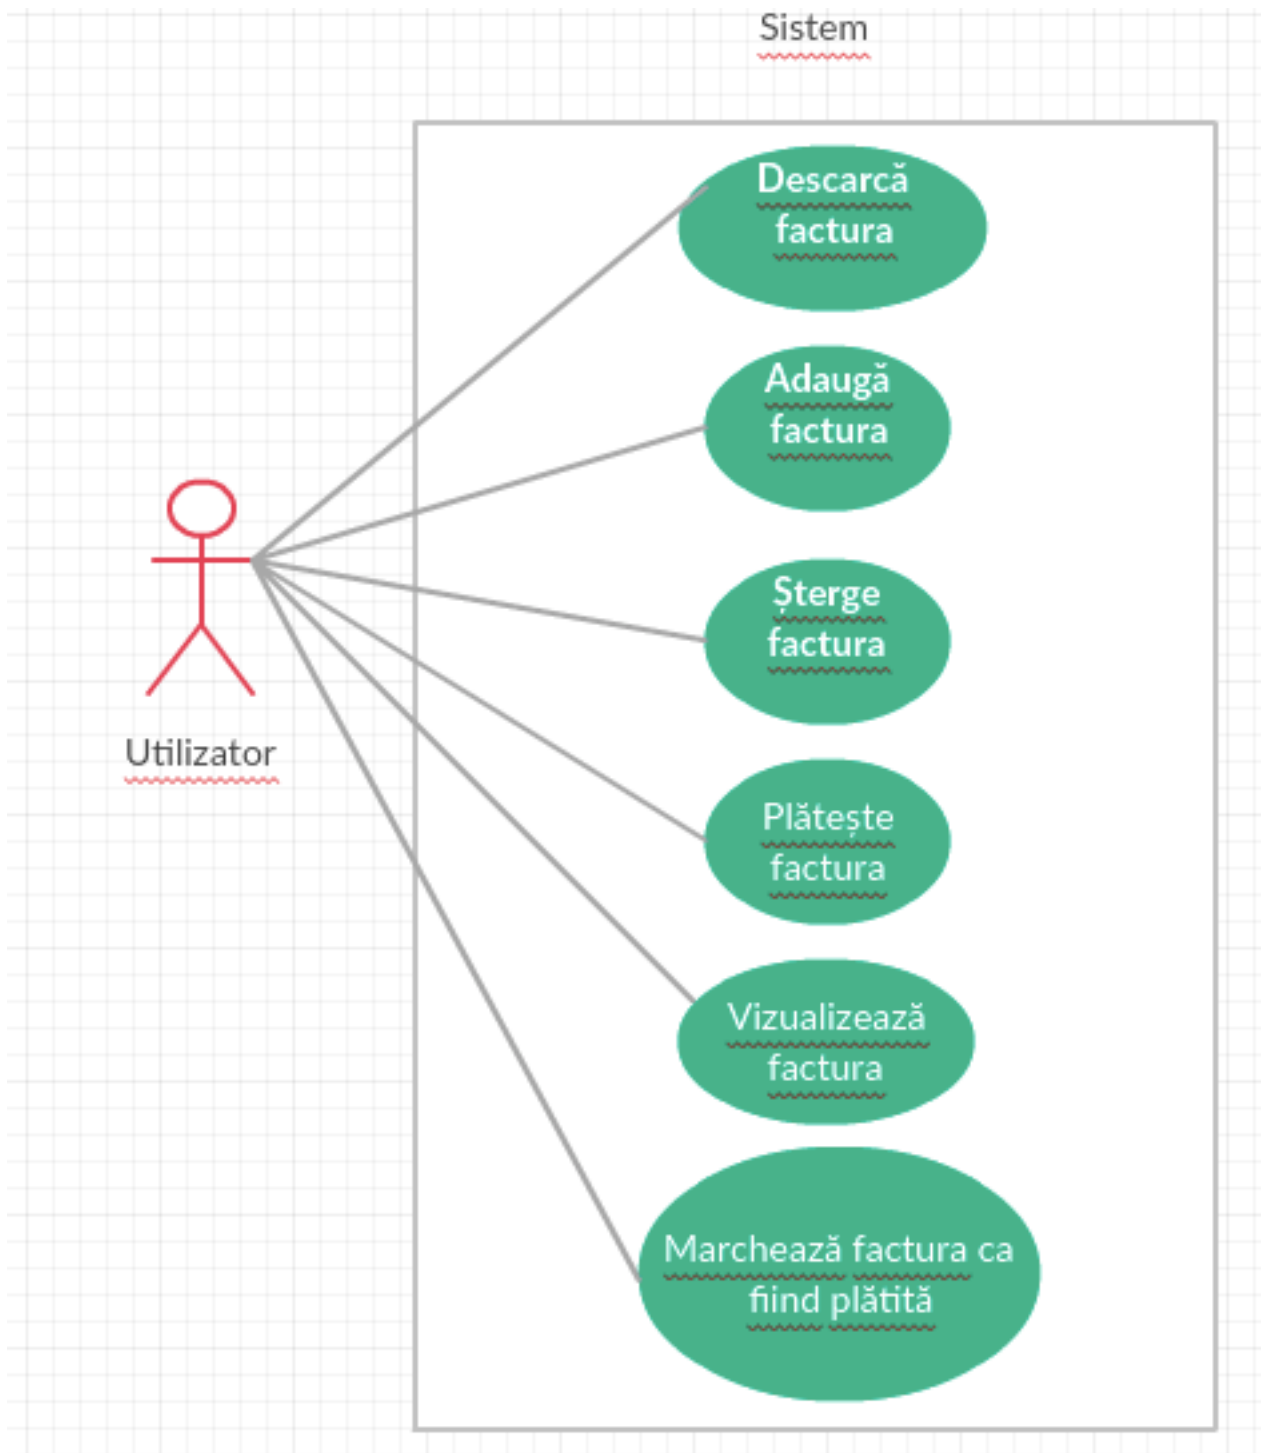 Sistem
Descarcă
factura
Adaugă
factura
Șterge
factura
Utilizator
Plătește
factura
Vizualizează
factura
Marchează factura ca
fiind plătită